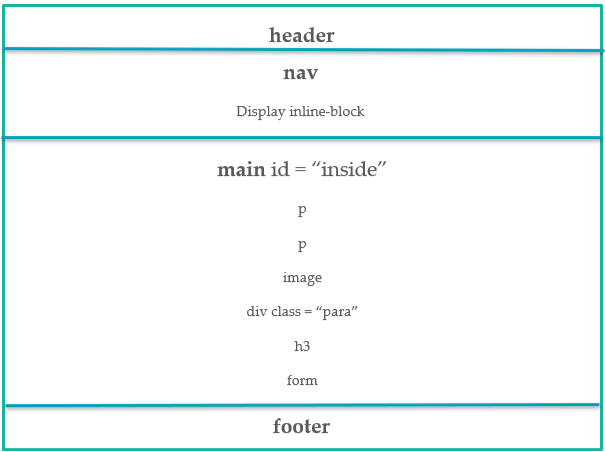 header
nav
Display inline-block
main id = “inside”
p
p
image
div class = “para”
h3
form
footer